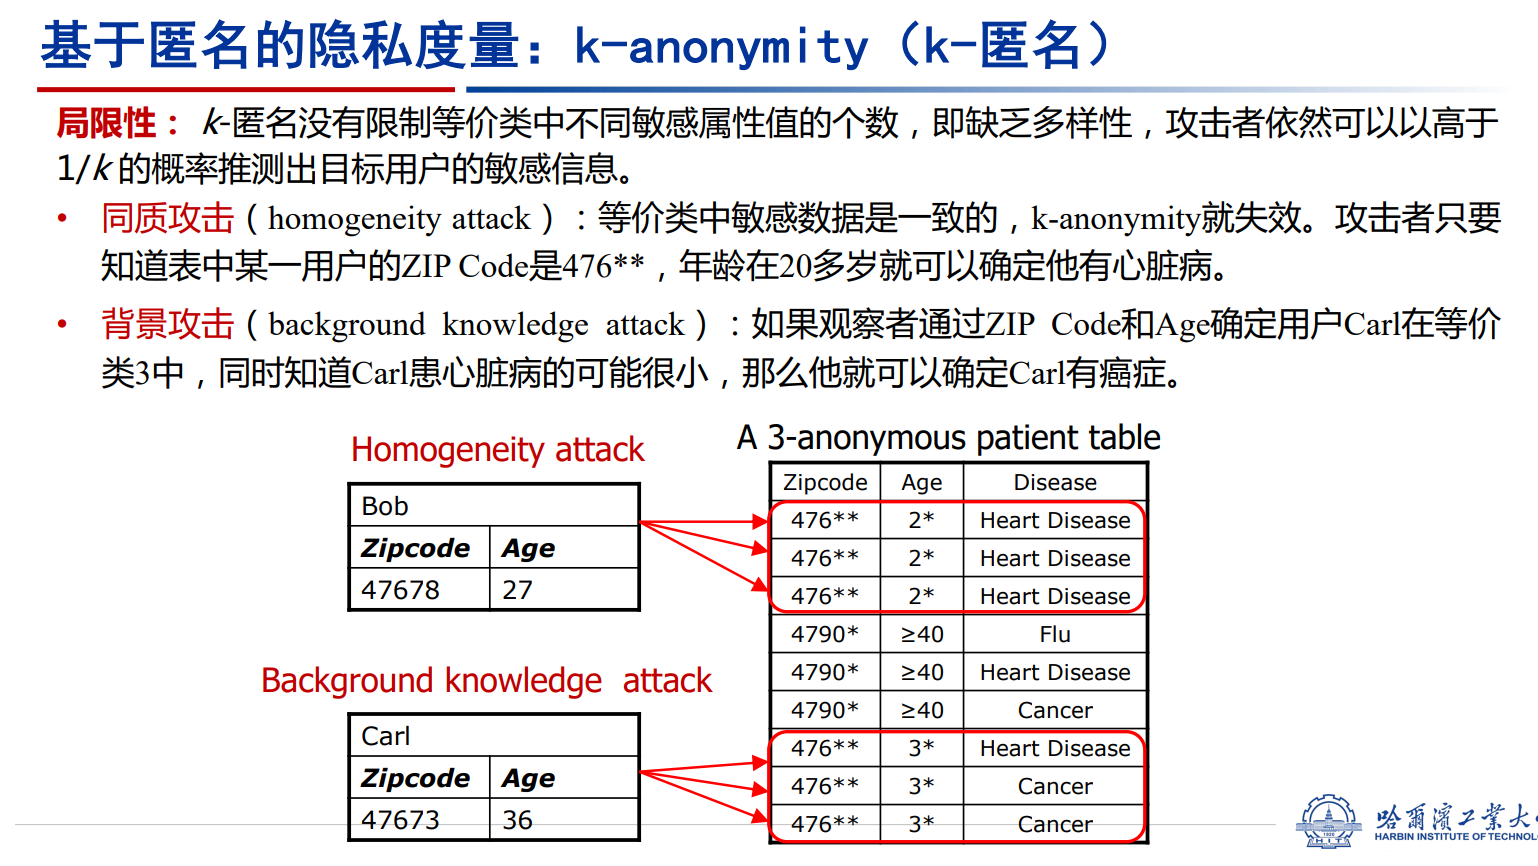 基于匿名的隐私度量：k-anonymity（k-匿名）
局限性： k-匿名没有限制等价类中不同敏感属性值的个数，即缺乏多样性，攻击者依然可以以高于
1/k 的概率推测出目标用户的敏感信息。
• 同质攻击（homogeneity attack）：等价类中敏感数据是一致的，k-anonymity就失效。攻击者只要
知道表中某一用户的ZIP Code是476**，年龄在20多岁就可以确定他有心脏病。
• 背景攻击（background knowledge attack）：如果观察者通过ZIP Code和Age确定用户Carl在等价
类3中，同时知道Carl患心脏病的可能很小，那么他就可以确定Carl有癌症。
Homogeneity attack
Bob
Zipcode Age
47678 27
Background knowledge attack
Carl
Zipcode Age
47673 36
A 3-anonymous patient table
Zipcode Age Disease
476** 2* Heart Disease
476** 2* Heart Disease
476** 2* Heart Disease
4790* ≥40 Flu
4790* ≥40 Heart Disease
4790* ≥40 Cancer
476** 3* Heart Disease
476** 3* Cancer
476** 3* Cancer
哈爾濱工業大
HARBIN INSTITUTE OF TECHNOLO
HIT